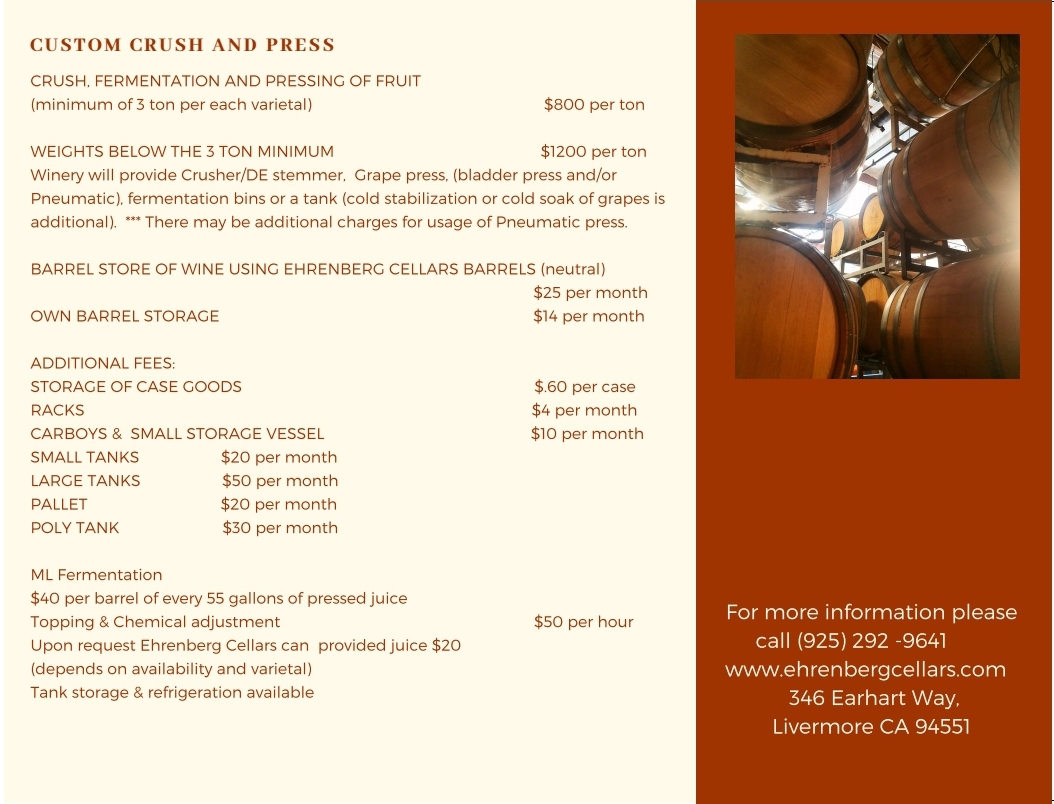 CUSTOM CRUSH AND PRESS
CRUSH, FERMENTATION AND PRESSING OF FRUIT
(minimum of 3 ton per each varietal) $800 per ton
WEIGHTS BELOW THE 3 TON MINIMUM $1200 per ton
Winery will provide Crusher/DE stemmer,  Grape press, (bladder press and/or
Pneumatic), fermentation bins or a tank (cold stabilization or cold soak of grapes is
additional).  *** There may be additional charges for usage of Pneumatic press.
BARREL STORE OF WINE USING EHRENBERG CELLARS BARRELS (neutral)
$25 per month
OWN BARREL STORAGE $14 per month
ADDITIONAL FEES:
STORAGE OF CASE GOODS $.60 per case
RACKS $4 per month
CARBOYS &  SMALL STORAGE VESSEL $10 per month
SMALL TANKS $20 per month
LARGE TANKS $50 per month
PALLET $20 per month
POLY TANK $30 per month
ML Fermentation
$40 per barrel of every 55 gallons of pressed juice
Topping & Chemical adjustment $50 per hour
Upon request Ehrenberg Cellars can  provided juice $20
(depends on availability and varietal)
Tank storage & refrigeration available
For more information please
call (925) 292 -9641
www.ehrenbergcellars.com
346 Earhart Way,
Livermore CA 94551